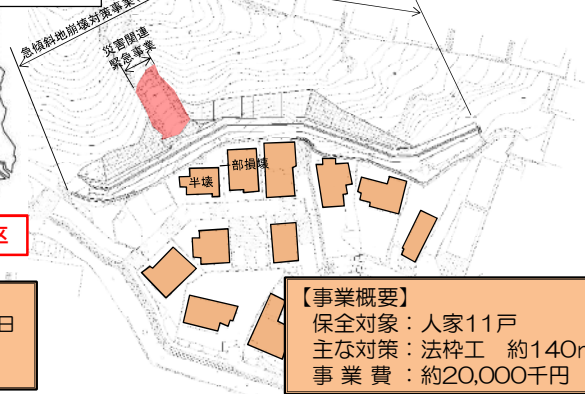 急傾斜地崩壊対策事業
災害関連
緊急事業
一部損壊
半壊
区
日
【事業概要】
保全対象：人家11戸
主な対策：法枠工 約140m
事 業 費 ：約20,000千円